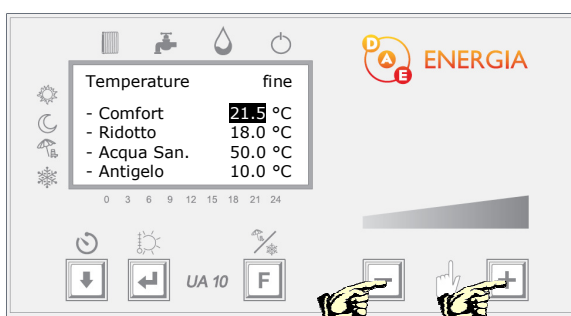 D
A
E
ENERGIA
Temperature fine
- Comfort 21.5 °C
- Ridotto 18.0 °C
- Acqua San. 50.0 °C
- Antigelo 10.0 °C
0 3 6 9 12 15 18 21 24
UA 10 F
- +